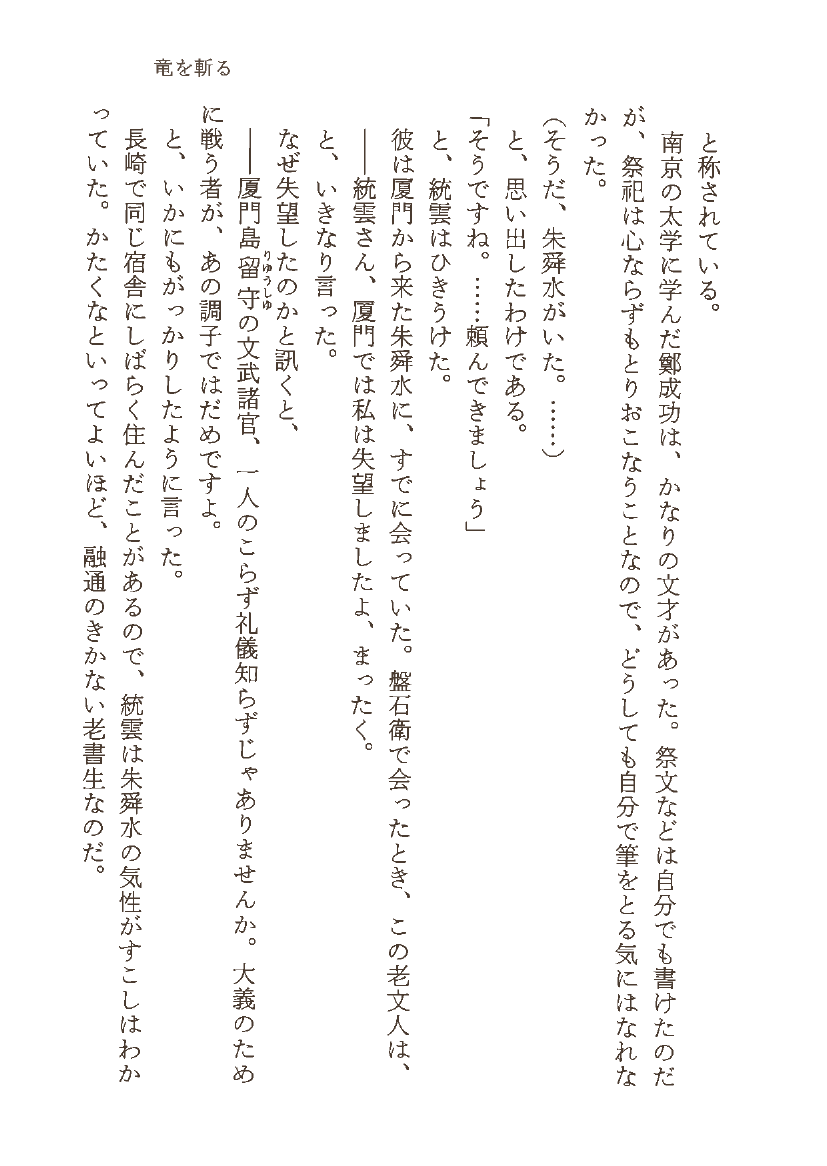 竜を斬る
と称されている。
南京の太学に学んだ鄭成功は、かなりの文才があった。祭文などは自分でも書けたのだ
が、祭祀は心ならずもとりおこなうことなので、どうしても自分で筆をとる気にはなれな
かった。
（そうだ、朱舜水がいた。……）
と、思い出したわけである。
「そうですね。……頼んできましょう」
と、統雲はひきうけた。
彼は厦門から来た朱舜水に、すでに会っていた。盤石衛で会ったとき、この老文人は、
――統雲さん、厦門では私は失望しましたよ、まったく。
と、いきなり言った。
なぜ失望したのかと訊くと、
――厦門島留守の文武諸官、一人のこらず礼儀知らずじゃありませんか。大義のため
りゅうしゅ
に戦う者が、あの調子ではだめですよ。
と、いかにもがっかりしたように言った。
長崎で同じ宿舎にしばらく住んだことがあるので、統雲は朱舜水の気性がすこしはわか
っていた。かたくなといってよいほど、融通のきかない老書生なのだ。